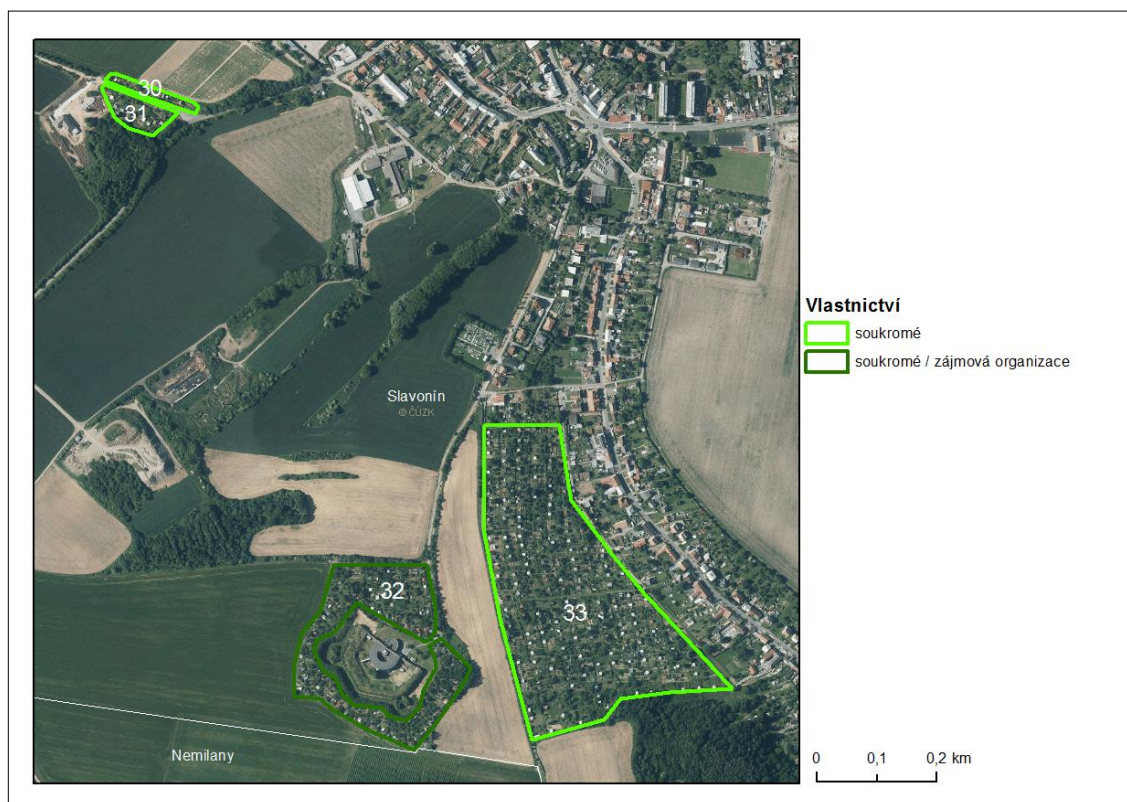 30
31
Vlastnictví
soukromé
soukromé / zájmová organizace
Slavonín
© ČÚZK
32
33
Nemilany
0 0,1 0,2 km